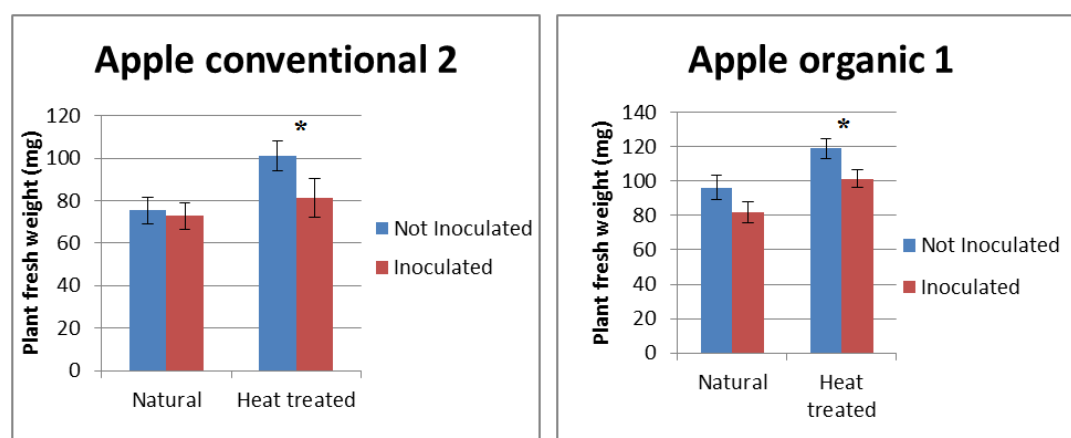 Apple conventional 2
Plant fresh weight (mg)
120
100
80
60
40
20
0
*
Natural
Heat treated
Not Inoculated
Inoculated
Apple organic 1
Plant fresh weight (mg)
140
120
100
80
60
40
20
0
*
Natural
Heat
treated
Not Inoculated
Inoculated